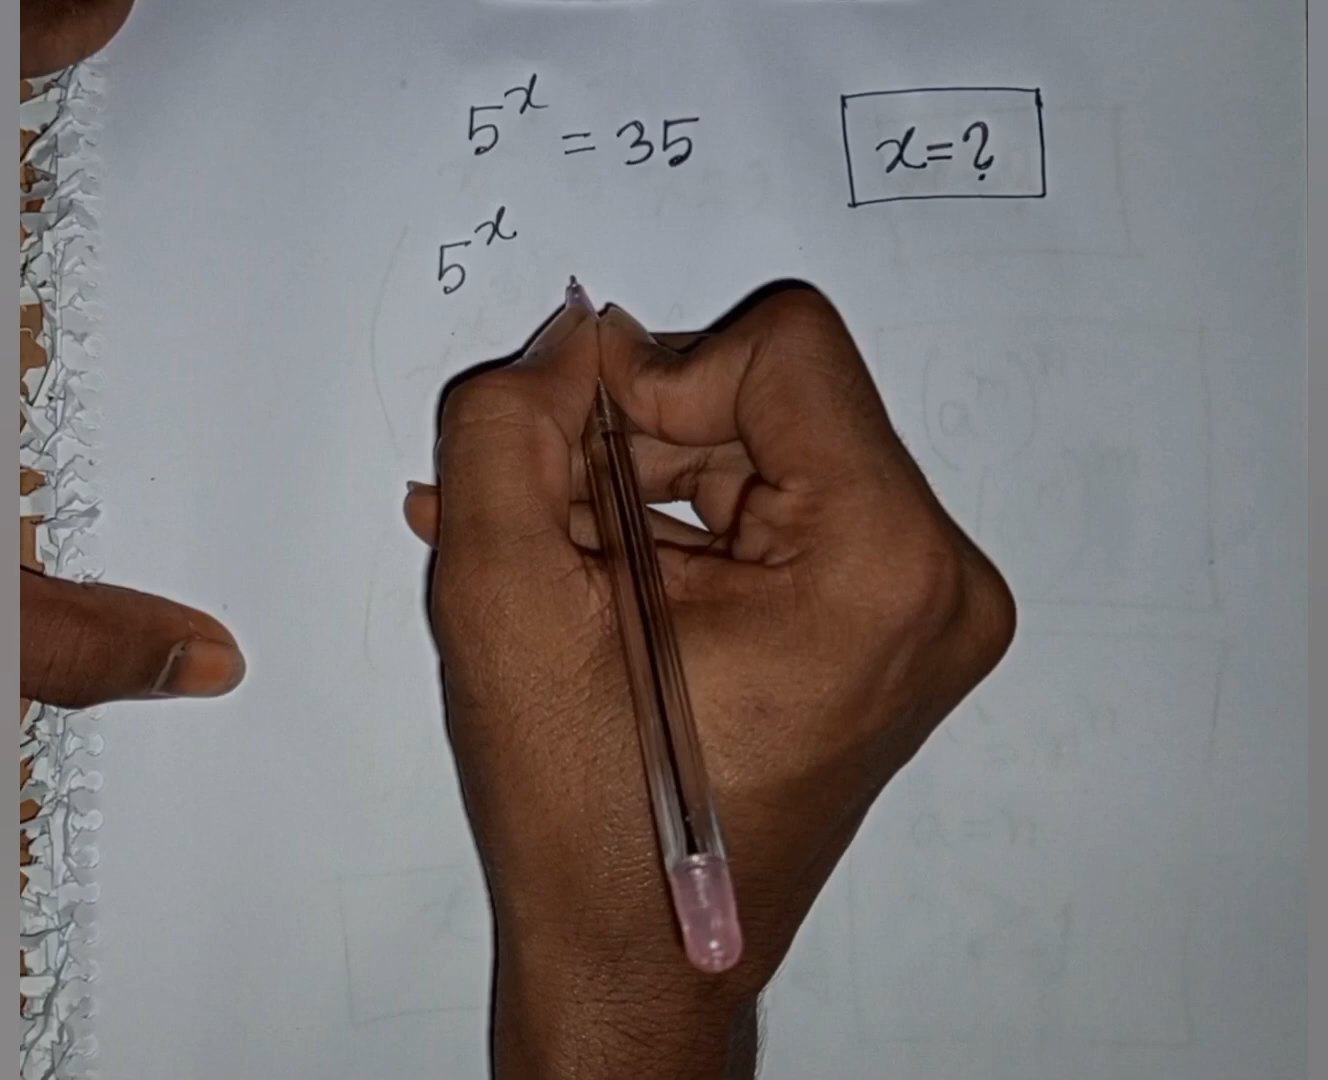 5^x = 35
x = ?
5^x